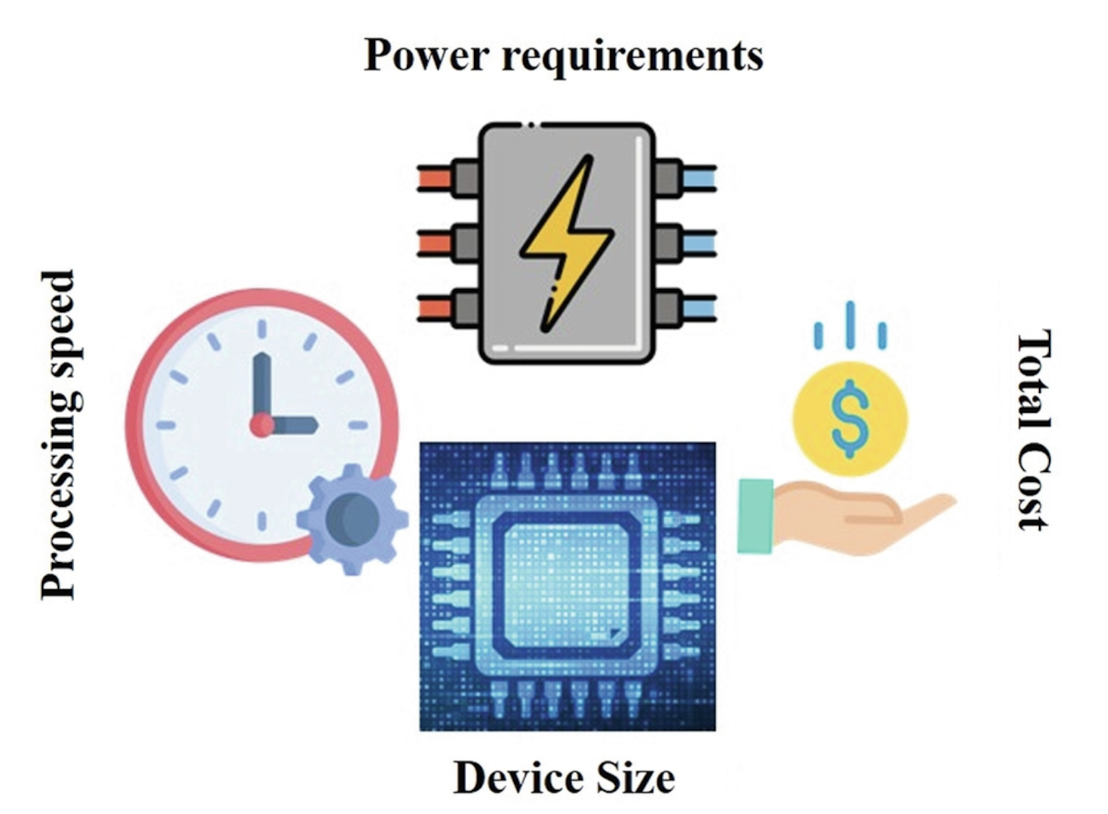 Power requirements
Processing speed
Total Cost
$
Device Size